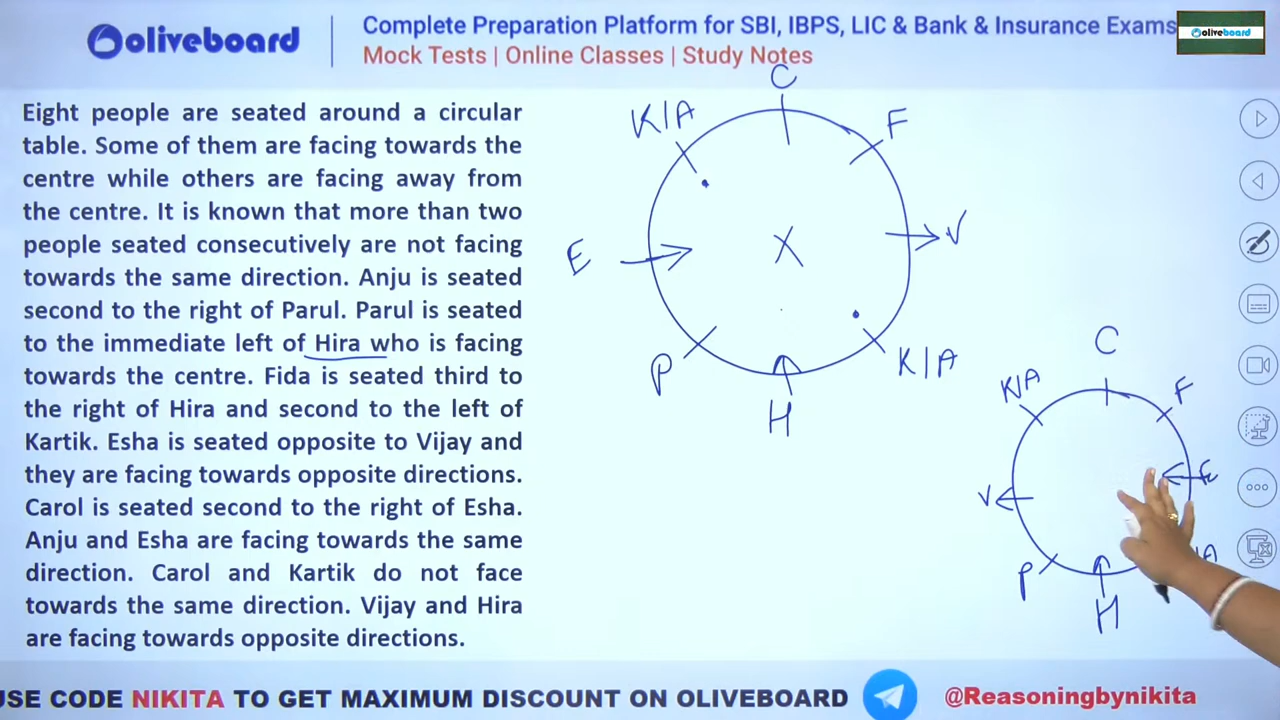 oliveboard
Complete Preparation Platform for SBI, IBPS, LIC & Bank & Insurance Exams
Mock Tests | Online Classes | Study Notes
oliveboard
Eight people are seated around a circular
table. Some of them are facing towards the
centre while others are facing away from
the centre. It is known that more than two
people seated consecutively are not facing
towards the same direction. Anju is seated
second to the right of Parul. Parul is seated
to the immediate left of Hira who is facing
towards the centre. Fida is seated third to
the right of Hira and second to the left of
Kartik. Esha is seated opposite to Vijay and
they are facing towards opposite directions.
Carol is seated second to the right of Esha.
Anju and Esha are facing towards the same
direction. Carol and Kartik do not face
towards the same direction. Vijay and Hira
are facing towards opposite directions.
C
K/A
F
E
X
V
P
K/A
H
C
K/A
F
V
E
P
A
H
USE CODE NIKITA TO GET MAXIMUM DISCOUNT ON OLIVEBOARD
@Reasoningbynikita